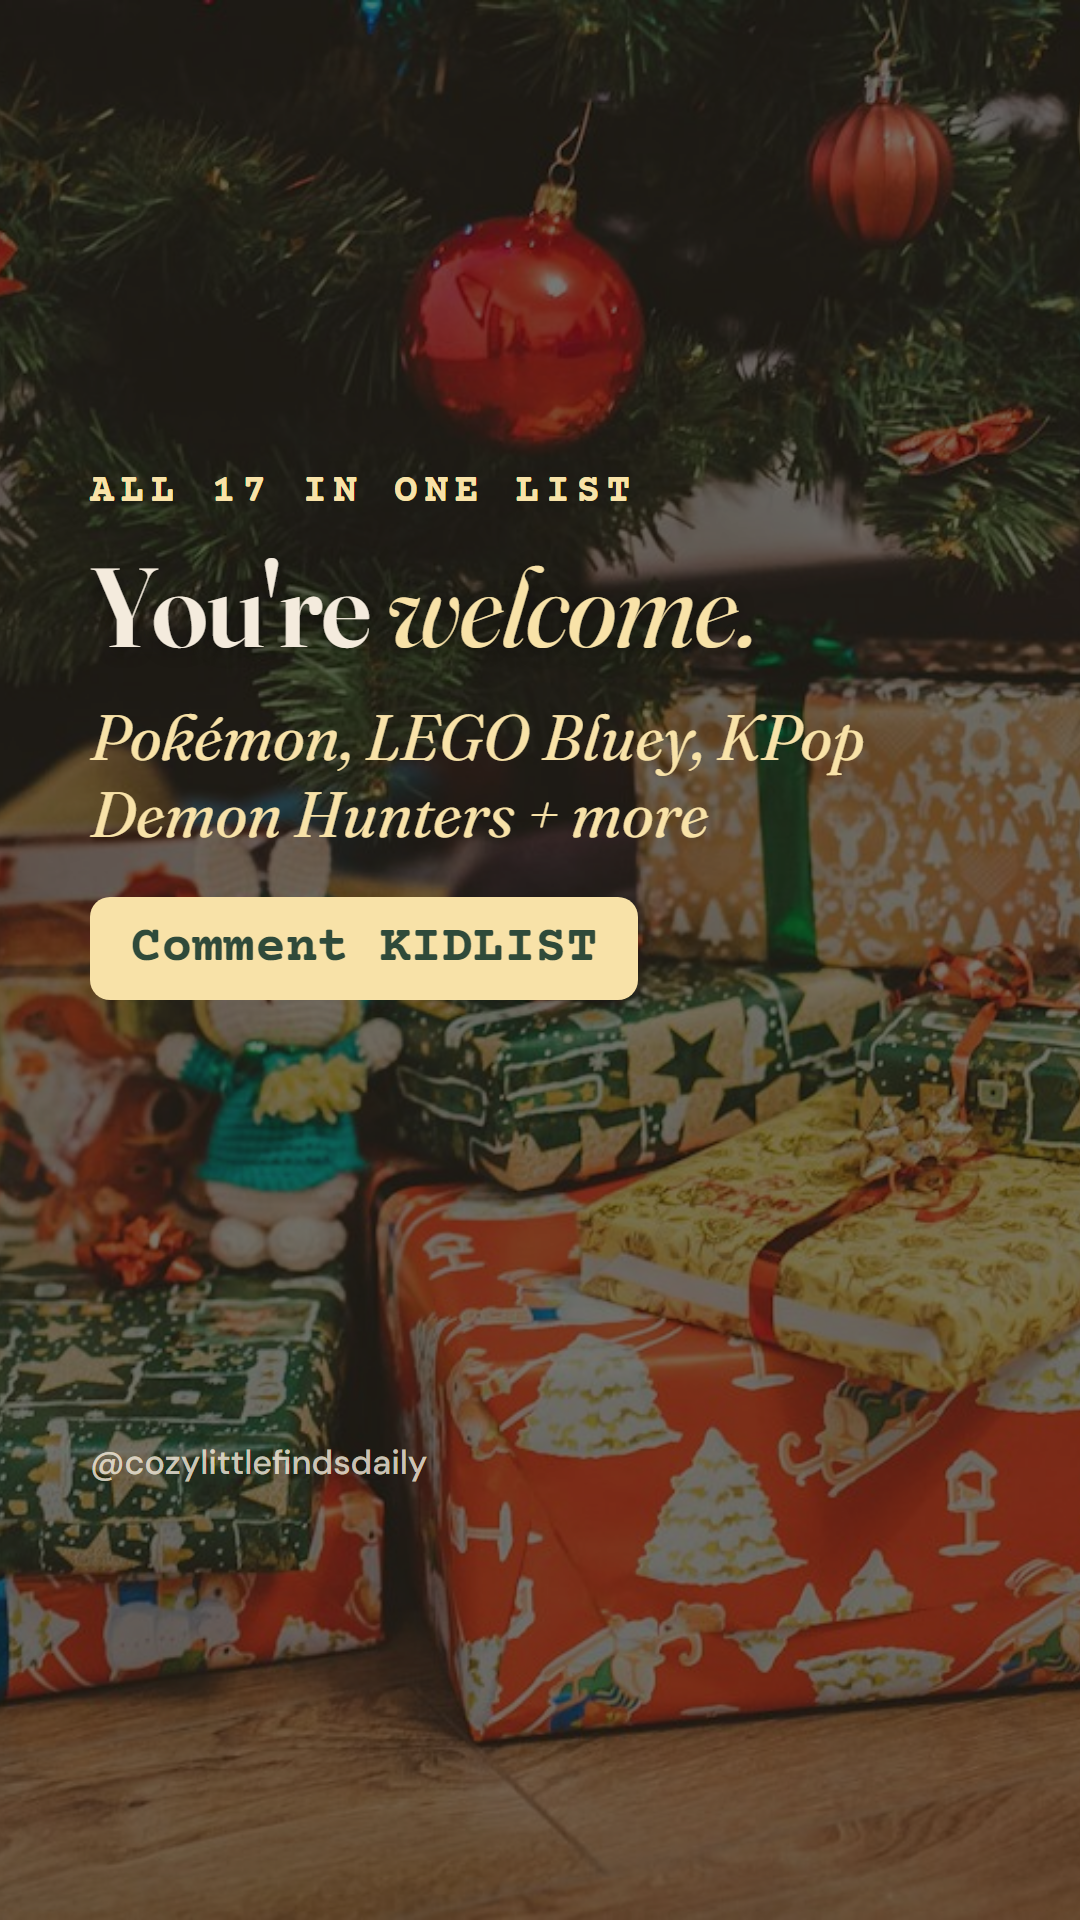 ALL 17 IN ONE LIST
You're welcome.
Pokémon, LEGO Bluey, KPop
Demon Hunters + more
Comment KIDLIST
@cozylittlefindsdaily